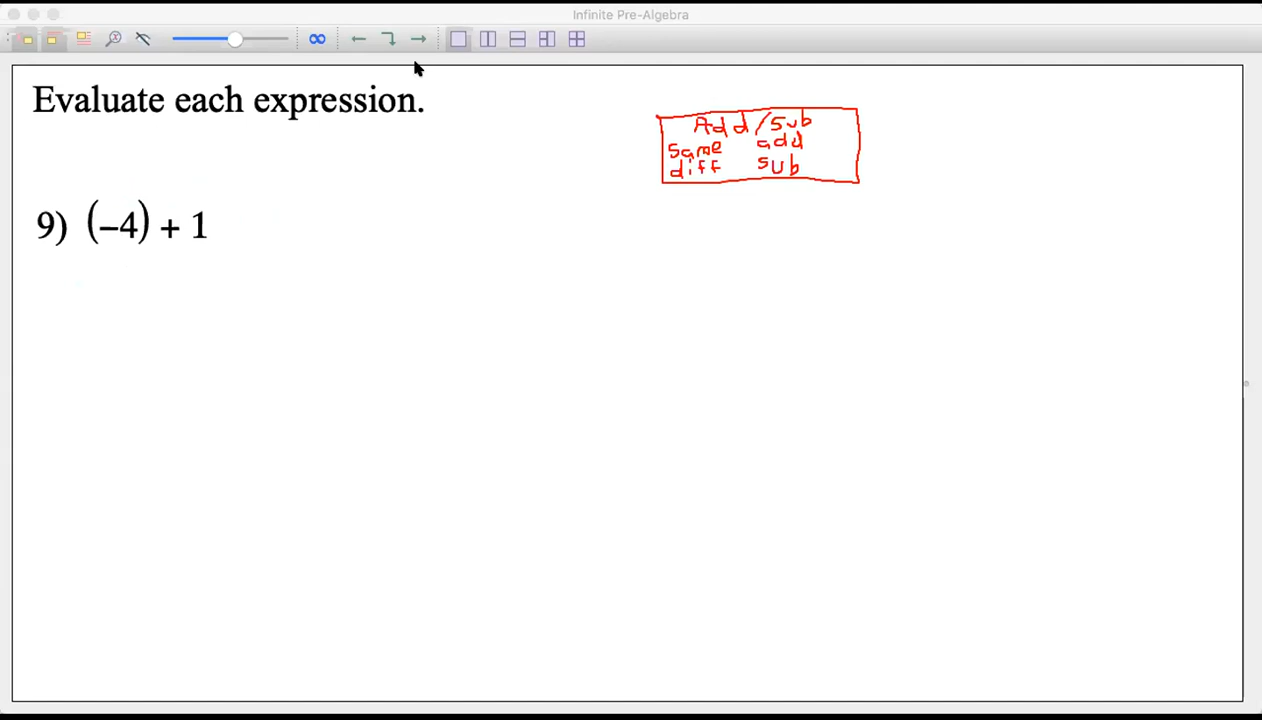 Infinite Pre-Algebra
Evaluate each expression.
Add/Sub
Same add
diff sub
9) (−4) + 1